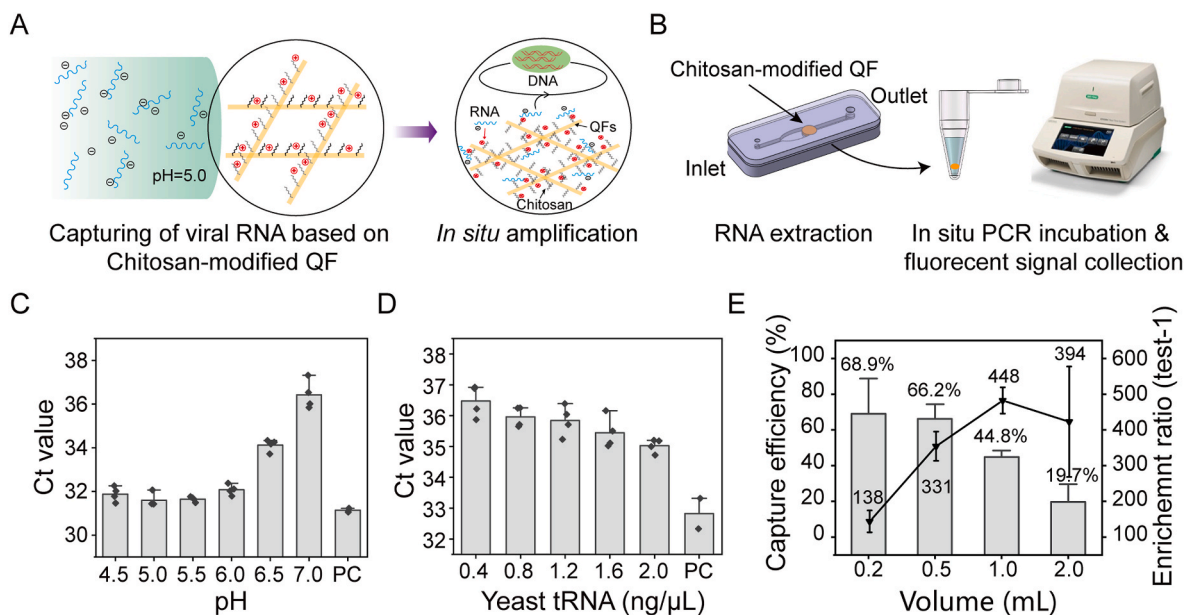 A
B
pH=5.0
DNA
RNA
QFs
Chitosan
Capturing of viral RNA based on
Chitosan-modified QF
In situ amplification
Chitosan-modified QF
Outlet
Inlet
RNA extraction
In situ PCR incubation &
fluorecent signal collection
C
Ct value
36
34
32
30
4.5 5.0 5.5 6.0 6.5 7.0 PC
pH
D
Ct value
38
37
36
35
34
33
32
0.4 0.8 1.2 1.6 2.0 PC
Yeast tRNA (ng/μL)
E
Capture efficiency (%)
100
80
60
40
20
0
68.9%
66.2%
44.8%
19.7%
138
331
448
394
600
500
400
300
200
100
Enrichemnt ratio (test-1)
0.2 0.5 1.0 2.0
Volume (mL)